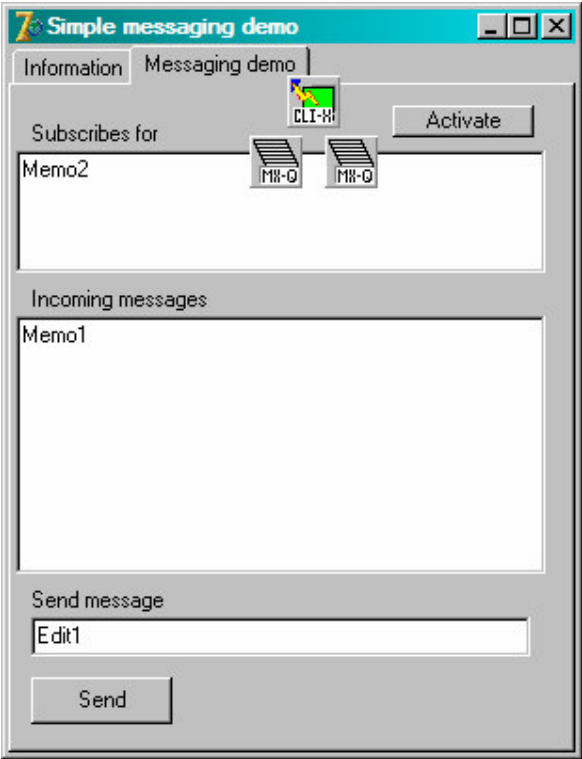 Simple messaging demo
Information Messaging demo
CLI-X
Activate
Subscribes for
MX-Q MX-Q
Memo2
Incoming messages
Memo1
Send message
Edit1
Send